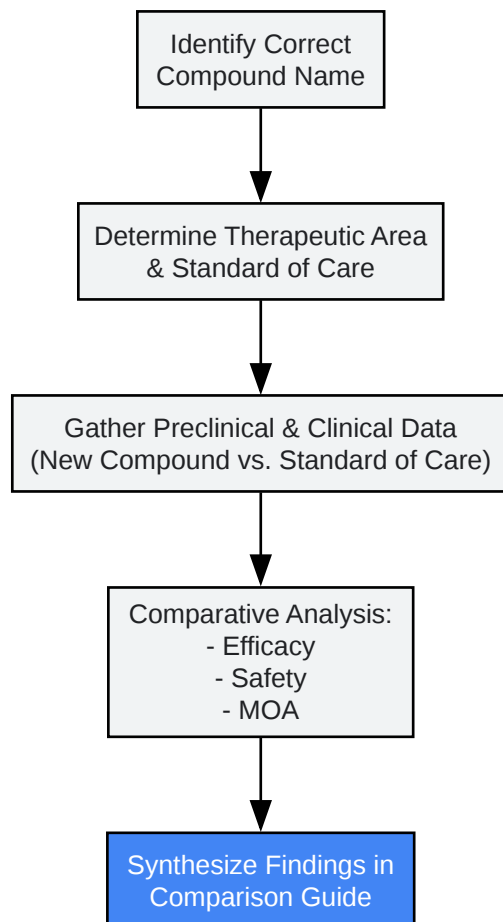 Identify Correct
Compound Name
Determine Therapeutic Area
& Standard of Care
Gather Preclinical & Clinical Data
(New Compound vs. Standard of Care)
Comparative Analysis:
- Efficacy
- Safety
- MOA
Synthesize Findings in
Comparison Guide